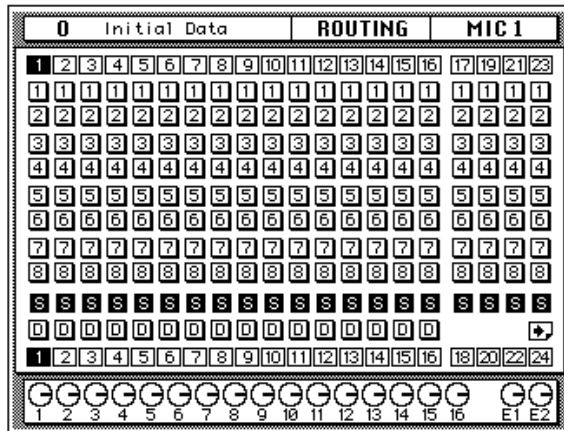 0 Initial Data ROUTING MIC 1
1 2 3 4 5 6 7 8 9 10 11 12 13 14 15 16 17 19 21 23
1 1 1 1 1 1 1 1 1 1 1 1 1 1 1 1 1 1 1 1
2 2 2 2 2 2 2 2 2 2 2 2 2 2 2 2 2 2 2 2
3 3 3 3 3 3 3 3 3 3 3 3 3 3 3 3 3 3 3 3
4 4 4 4 4 4 4 4 4 4 4 4 4 4 4 4 4 4 4 4
5 5 5 5 5 5 5 5 5 5 5 5 5 5 5 5 5 5 5 5
6 6 6 6 6 6 6 6 6 6 6 6 6 6 6 6 6 6 6 6
7 7 7 7 7 7 7 7 7 7 7 7 7 7 7 7 7 7 7 7
8 8 8 8 8 8 8 8 8 8 8 8 8 8 8 8 8 8 8 8
S S S S S S S S S S S S S S S S S S S S
D D D D D D D D D D D D D D D D
1 2 3 4 5 6 7 8 9 10 11 12 13 14 15 16 18 20 22 24
1 2 3 4 5 6 7 8 9 10 11 12 13 14 15 16 E1 E2